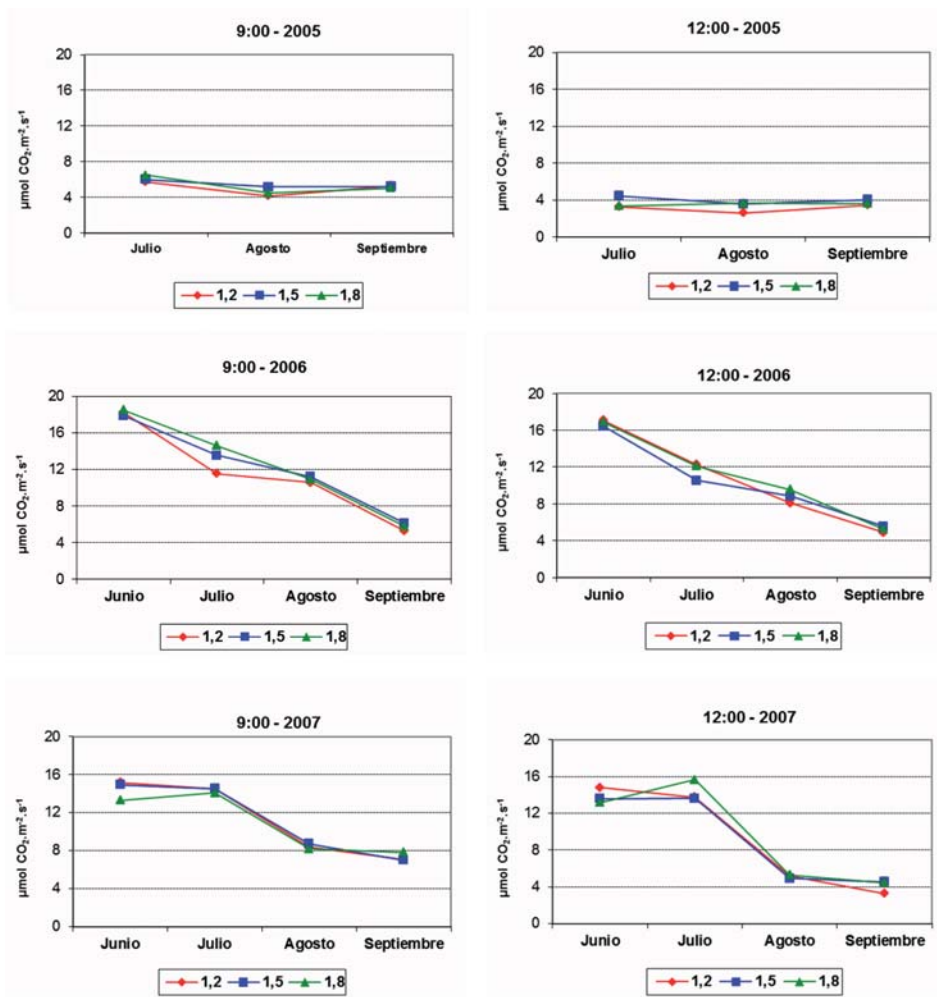 9:00 - 2005
20
16
12
8
4
0
µmol CO₂.m⁻².s⁻¹
Julio Agosto Septiembre
1,2 1,5 1,8
12:00 - 2005
20
16
12
8
4
0
µmol CO₂.m⁻².s⁻¹
Julio Agosto Septiembre
1,2 1,5 1,8
9:00 - 2006
20
16
12
8
4
0
µmol CO₂.m⁻².s⁻¹
Junio Julio Agosto Septiembre
1,2 1,5 1,8
12:00 - 2006
20
16
12
8
4
0
µmol CO₂.m⁻².s⁻¹
Junio Julio Agosto Septiembre
1,2 1,5 1,8
9:00 - 2007
20
16
12
8
4
0
µmol CO₂.m⁻².s⁻¹
Junio Julio Agosto Septiembre
1,2 1,5 1,8
12:00 - 2007
20
16
12
8
4
0
µmol CO₂.m⁻².s⁻¹
Junio Julio Agosto Septiembre
1,2 1,5 1,8